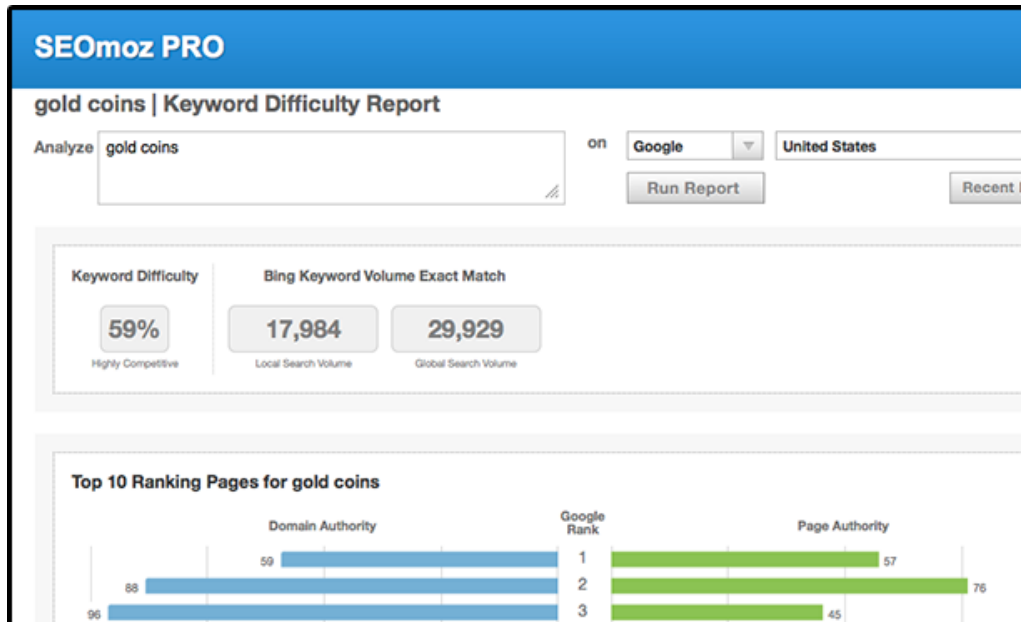 SEOmoz PRO
gold coins | Keyword Difficulty Report
Analyze gold coins on Google United States
Run Report Recent
Keyword Difficulty Bing Keyword Volume Exact Match
59% 17,984 29,929
Highly Competitive Local Search Volume Global Search Volume
Top 10 Ranking Pages for gold coins
Domain Authority Google Rank Page Authority
59 1 57
88 2 76
96 3 45